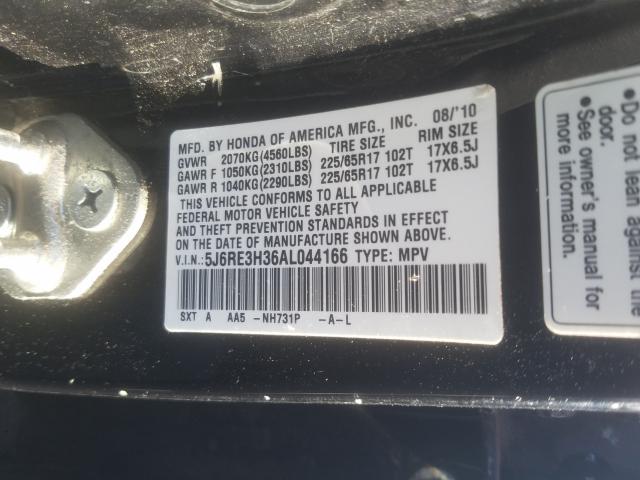 MFD. BY HONDA OF AMERICA MFG., INC. 08/'10
GVWR 2070KG(4560LBS) TIRE SIZE RIM SIZE
GAWR F 1050KG(2310LBS) 225/65R17 102T 17X6.5J
GAWR R 1040KG(2290LBS) 225/65R17 102T 17X6.5J
THIS VEHICLE CONFORMS TO ALL APPLICABLE
FEDERAL MOTOR VEHICLE SAFETY
AND THEFT PREVENTION STANDARDS IN EFFECT
ON THE DATE OF MANUFACTURE SHOWN ABOVE.
V.I.N.: 5J6RE3H36AL044166 TYPE: MPV
SXT A AA5 -NH731P -A-L
• Do not lean against the
door.
• See owner's manual for
more information.